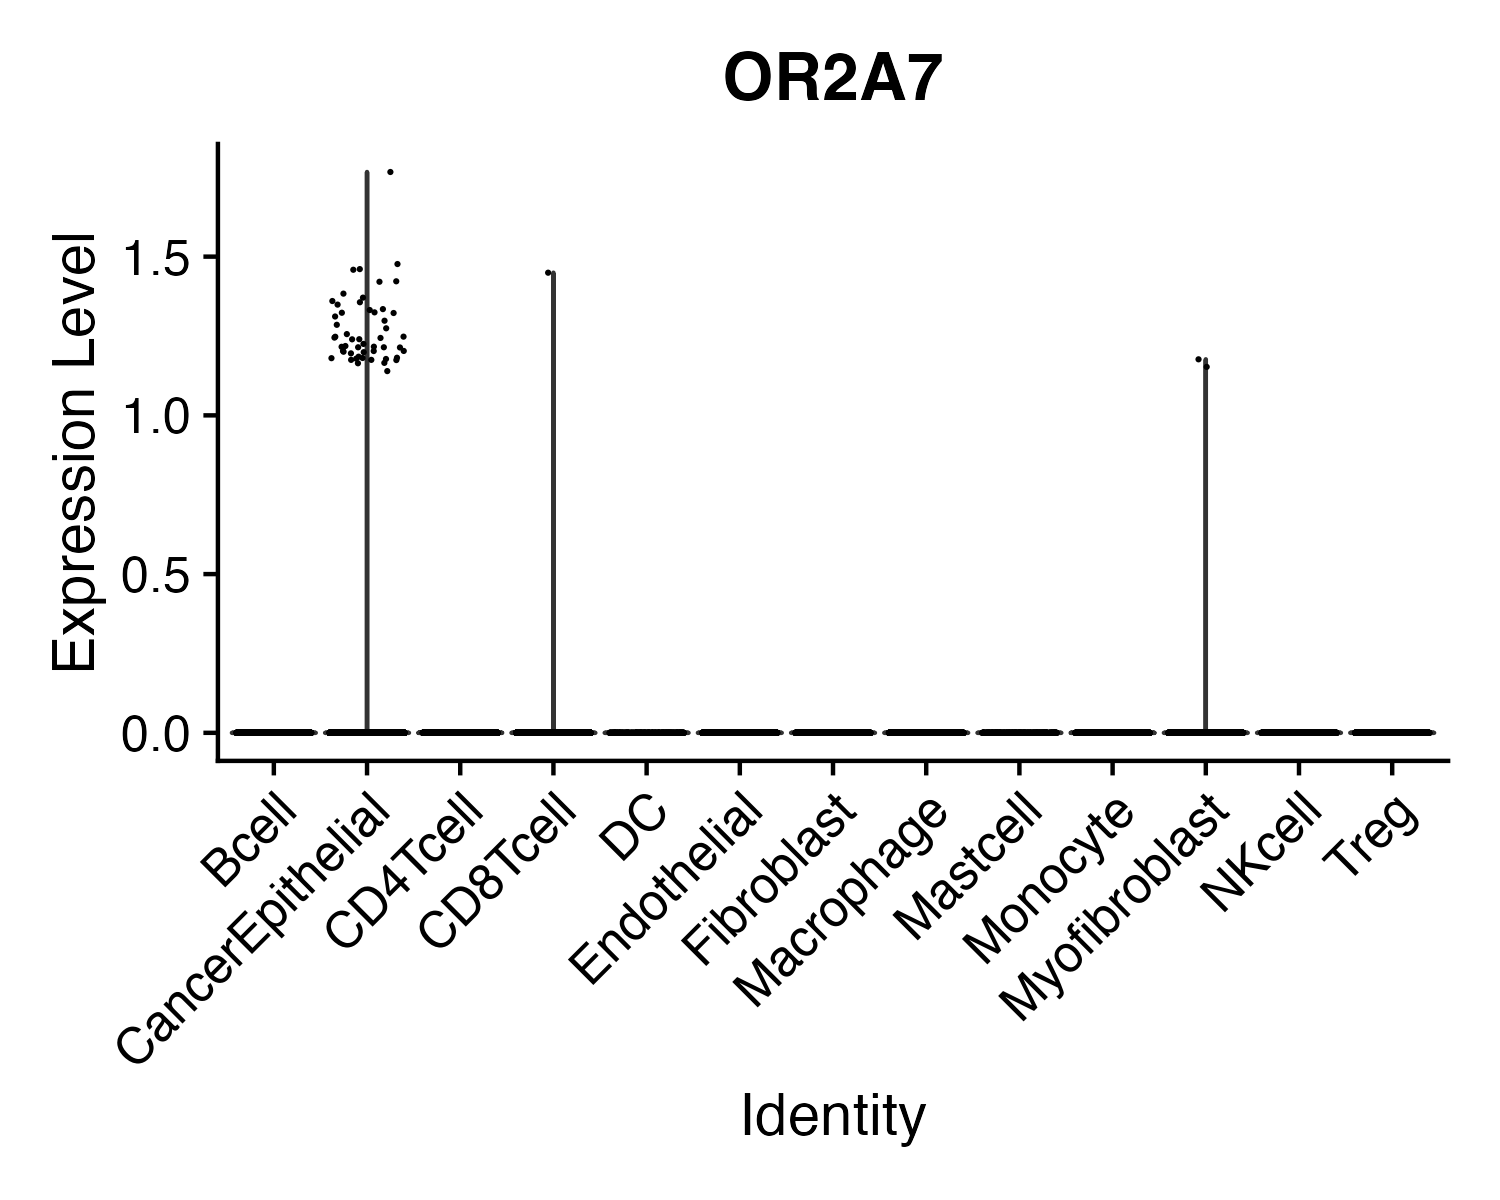 OR2A7
Expression Level
1.5
1.0
0.5
0.0
Bcell
CancerEpithelial
CD4Tcell
CD8Tcell
DC
Endothelial
Fibroblast
Macrophage
Mastcell
Monocyte
Myofibroblast
NKcell
Treg
Identity